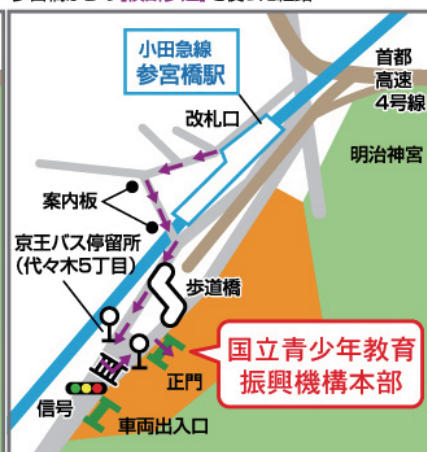 小田急線
参宮橋駅
首都
高速
4号線
改札口
明治神宮
案内板
京王バス停留所
(代々木5丁目)
歩道橋
国立青少年教育
振興機構本部
正門
信号
車両出入口